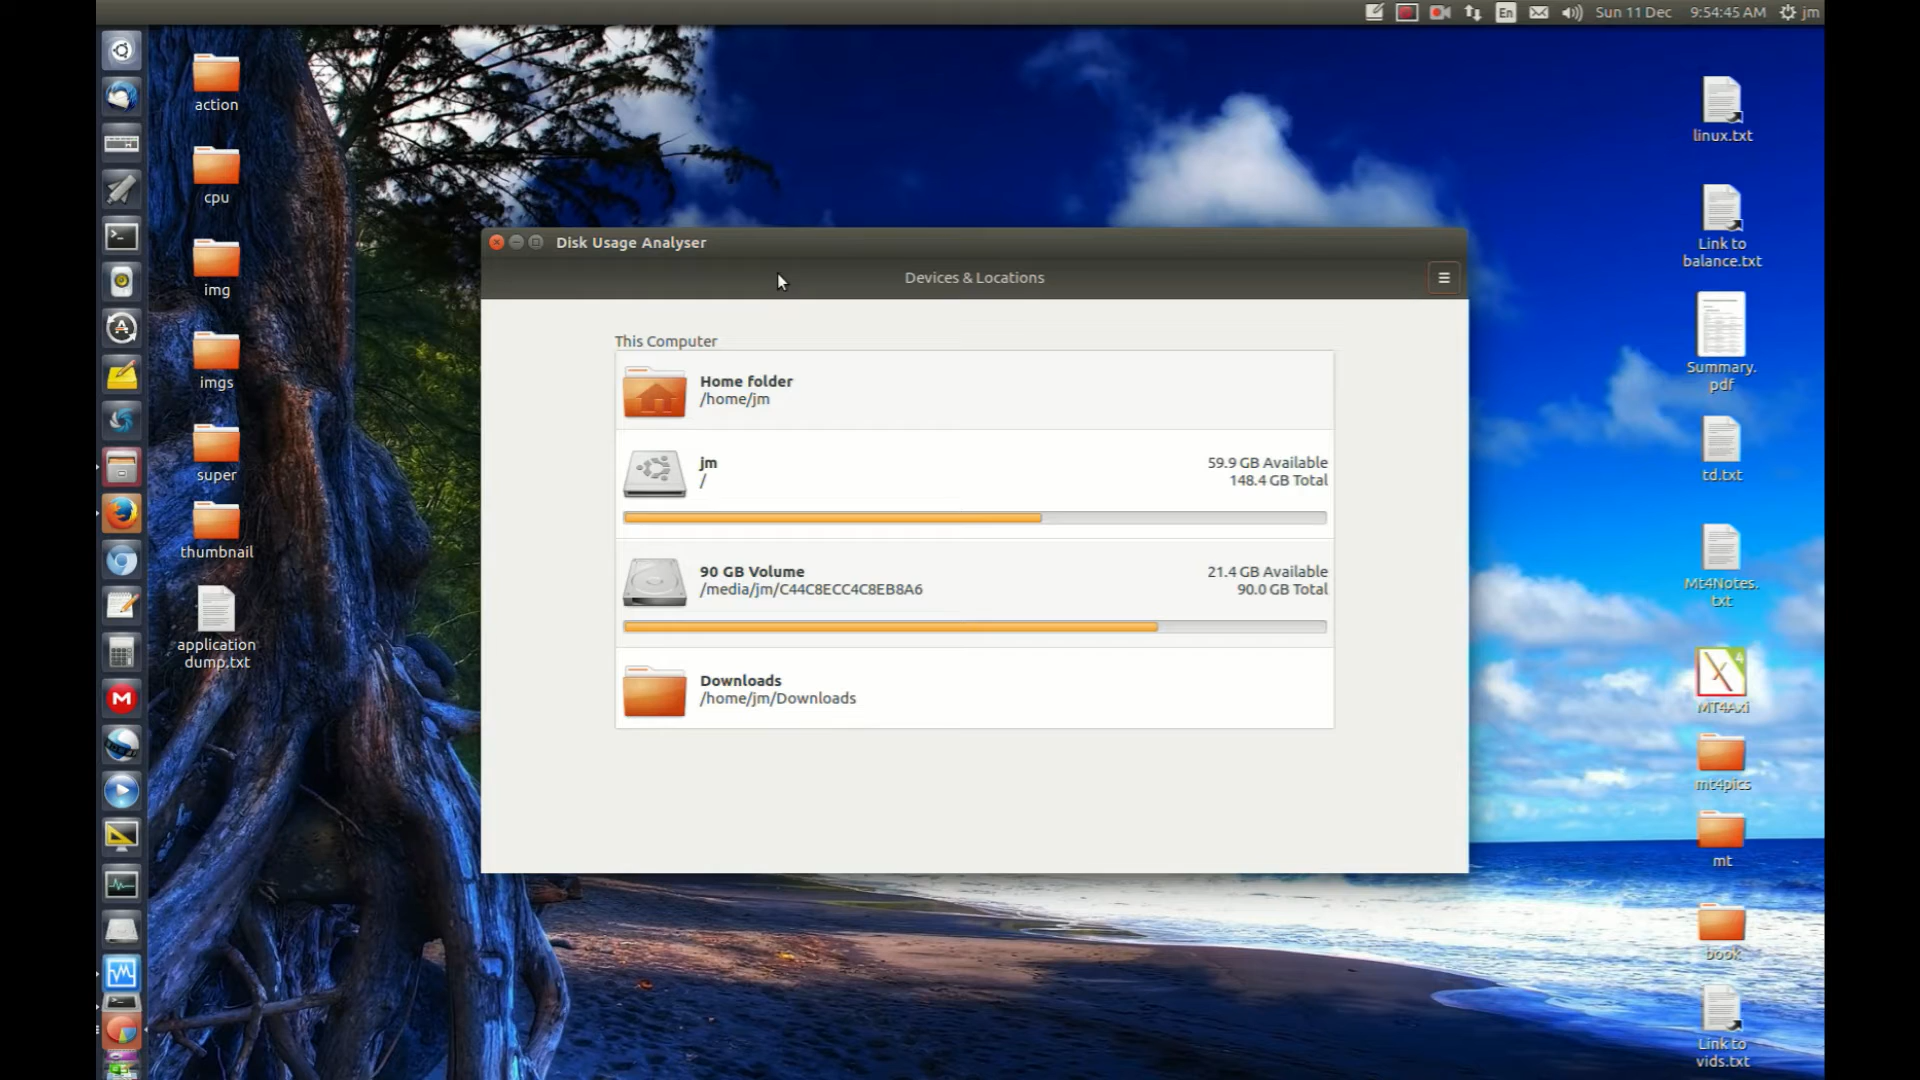 En
Sun 11 Dec
9:54:45 AM
jm
action
cpu
img
imgs
super
thumbnail
application
dump.txt
Disk Usage Analyser
Devices & Locations
This Computer
Home folder
/home/jm
jm
/
59.9 GB Available
148.4 GB Total
90 GB Volume
/media/jm/C44C8ECC4C8EB8A6
21.4 GB Available
90.0 GB Total
Downloads
/home/jm/Downloads
linux.txt
Link to
balance.txt
Summary.
pdf
td.txt
Mt4Notes.
txt
4
MT4Axi
mt4pics
mt
book
Link to
vids.txt